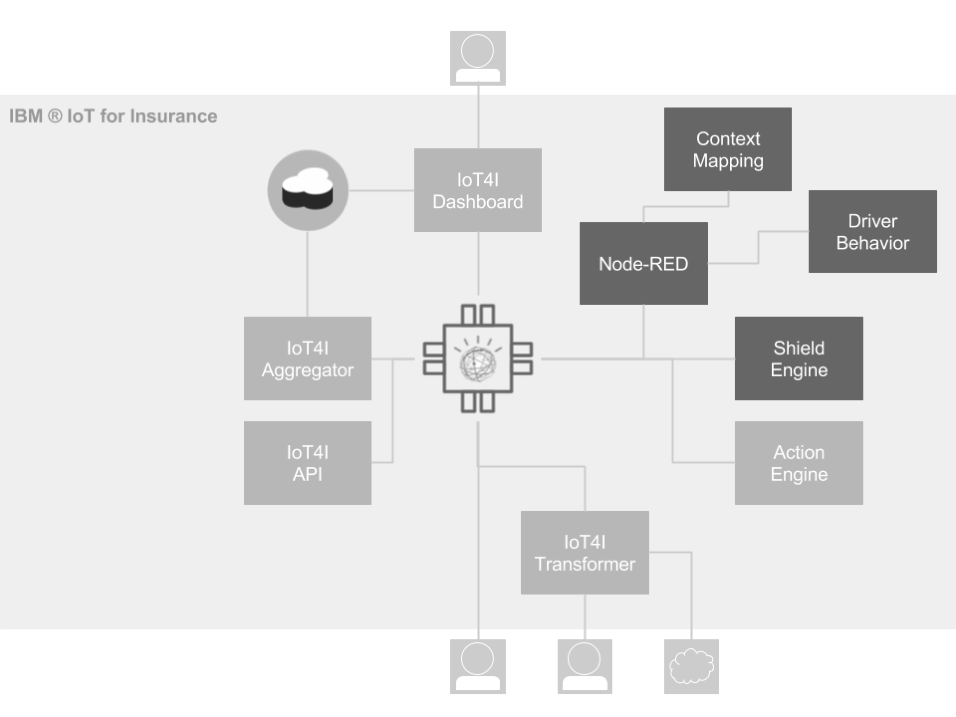 IBM ® IoT for Insurance
Context
Mapping
IoT4I
Dashboard
Driver
Behavior
Node-RED
IoT4I
Aggregator
Shield
Engine
IoT4I
API
Action
Engine
IoT4I
Transformer